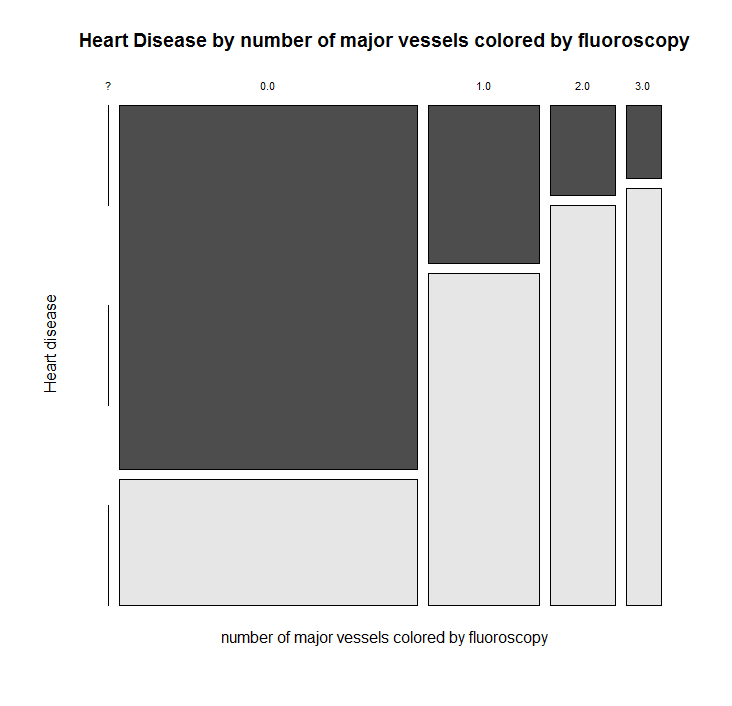 Heart Disease by number of major vessels colored by fluoroscopy
? 0.0 1.0 2.0 3.0
Heart disease
number of major vessels colored by fluoroscopy